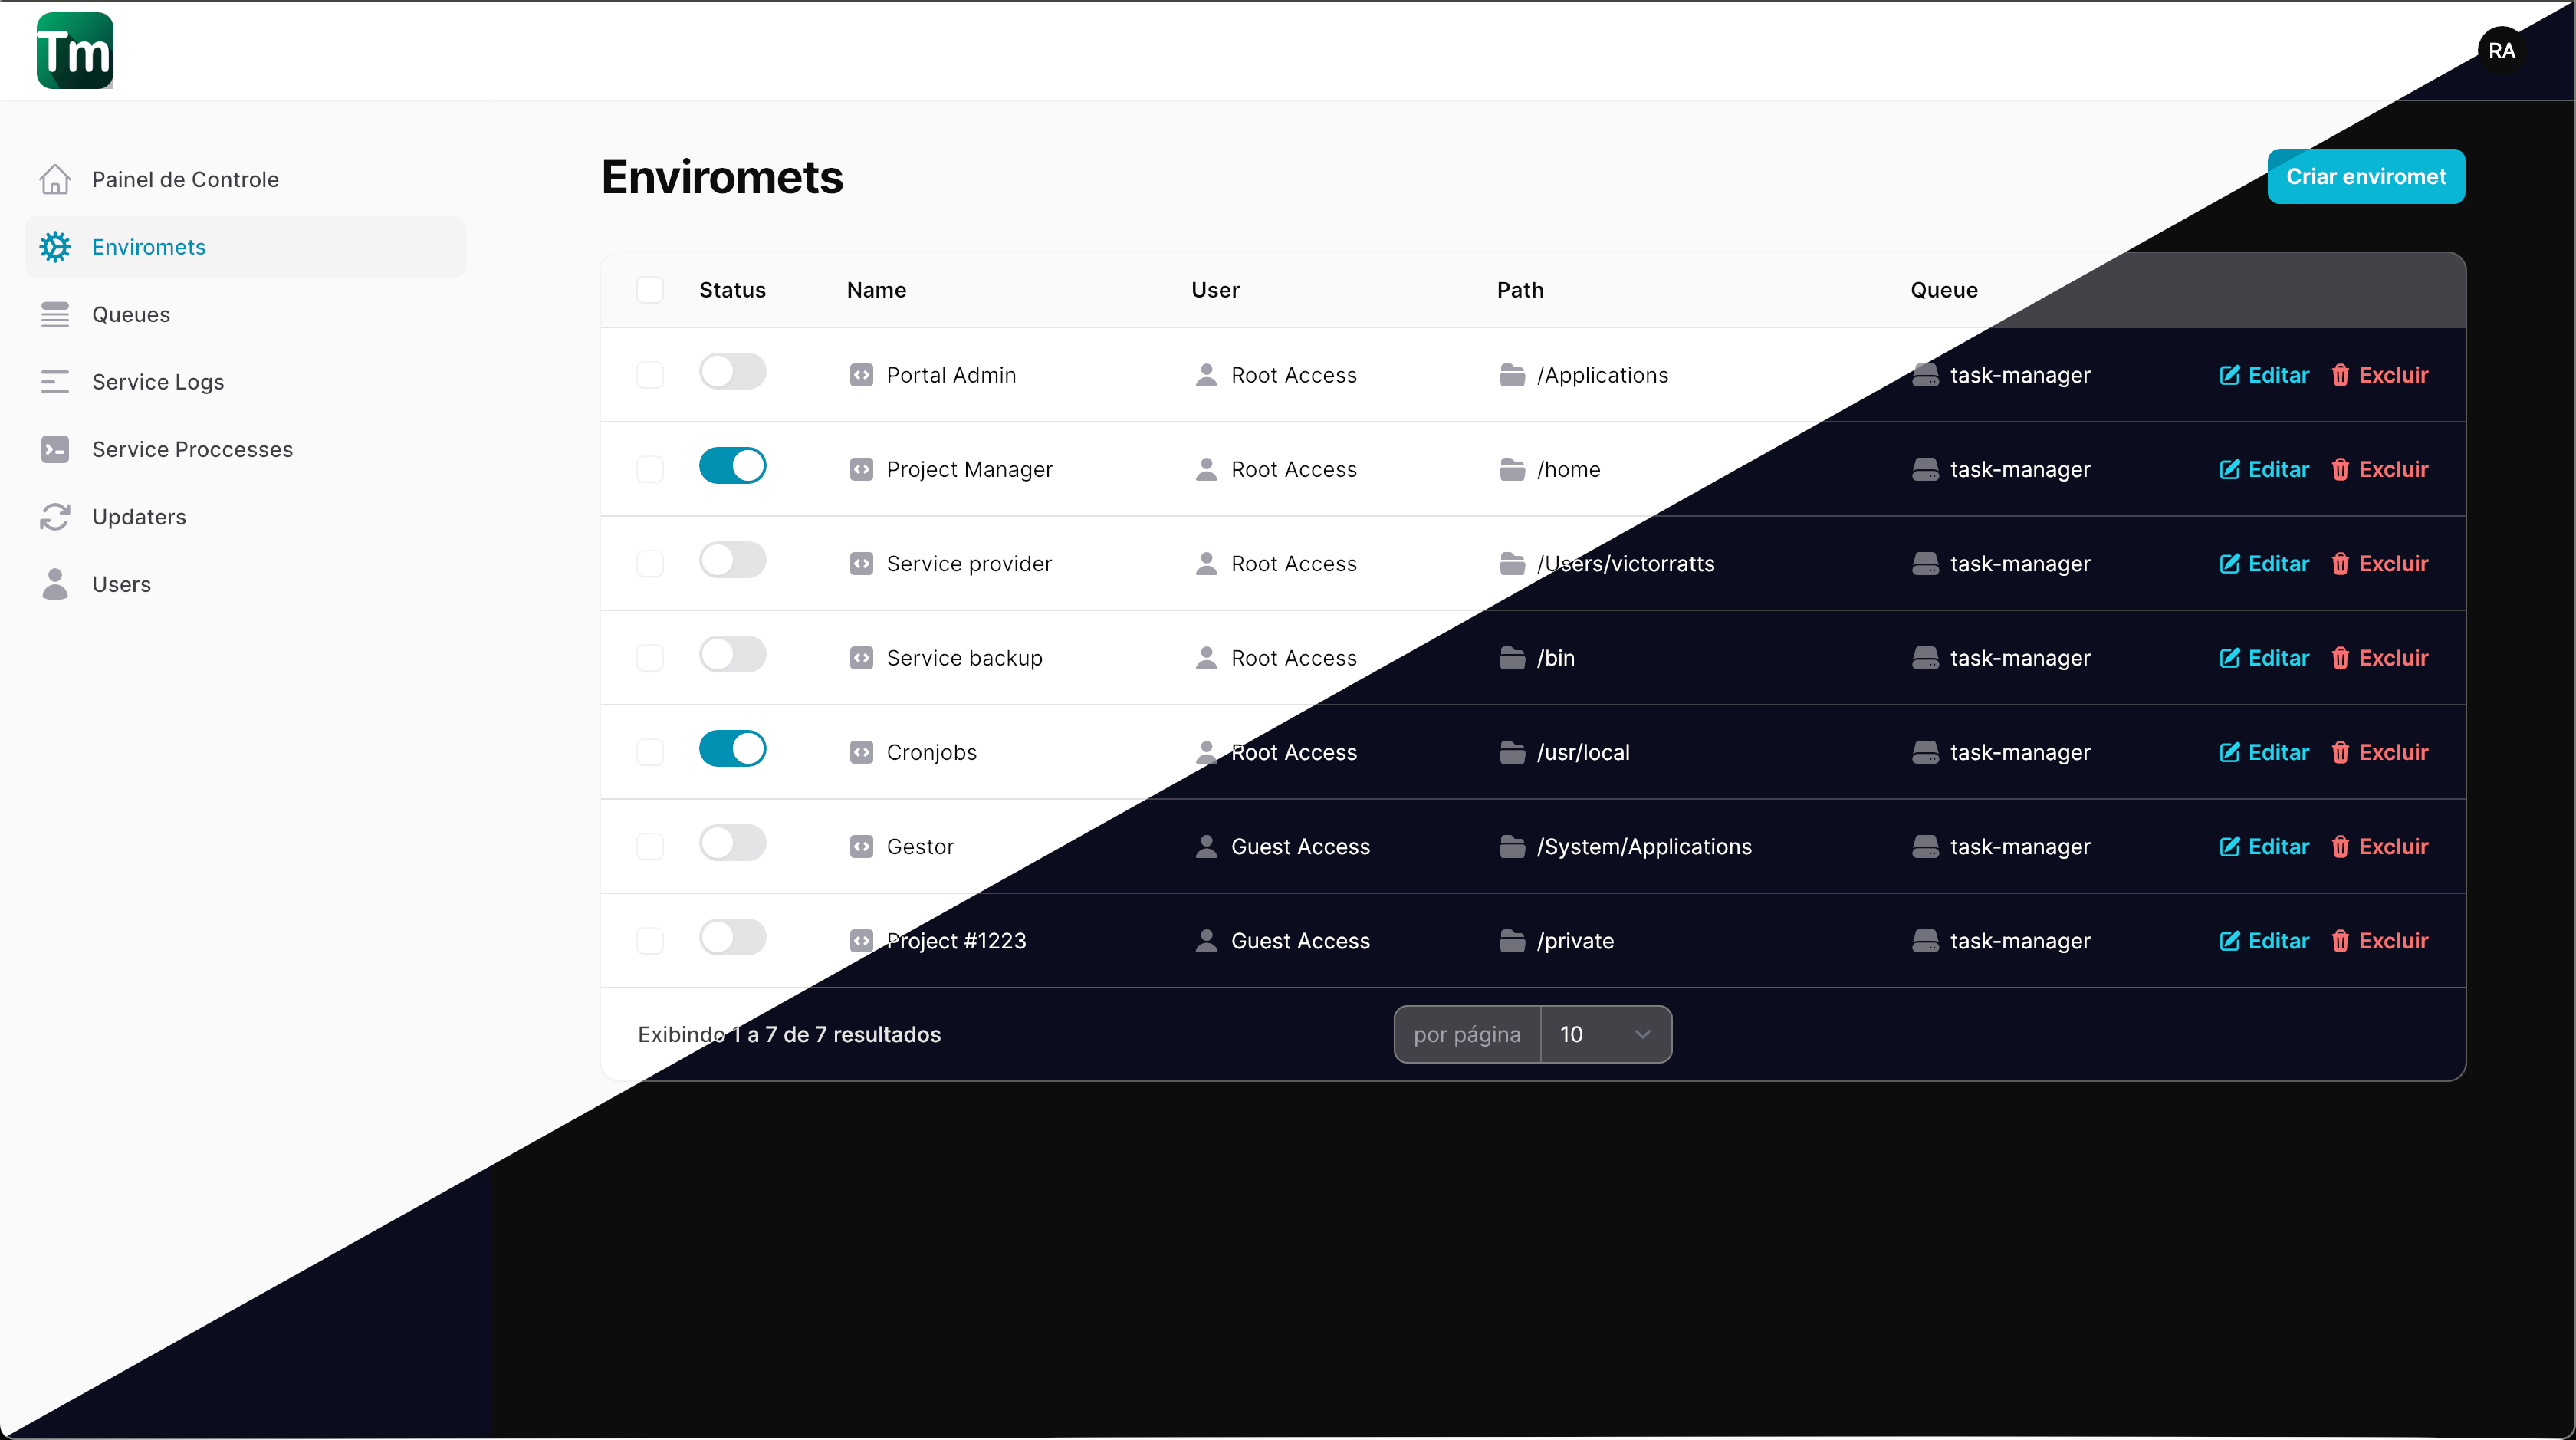 Tm
RA
Painel de Controle
Enviromets
Queues
Service Logs
Service Proccesses
Updaters
Users
Enviromets
Criar enviromet
Status Name User Path Queue
Portal Admin Root Access /Applications task-manager Editar Excluir
Project Manager Root Access /home task-manager Editar Excluir
Service provider Root Access /Users/victorratts task-manager Editar Excluir
Service backup Root Access /bin task-manager Editar Excluir
Cronjobs Root Access /usr/local task-manager Editar Excluir
Gestor Guest Access /System/Applications task-manager Editar Excluir
Project #1223 Guest Access /private task-manager Editar Excluir
Exibindo 1 a 7 de 7 resultados por página 10